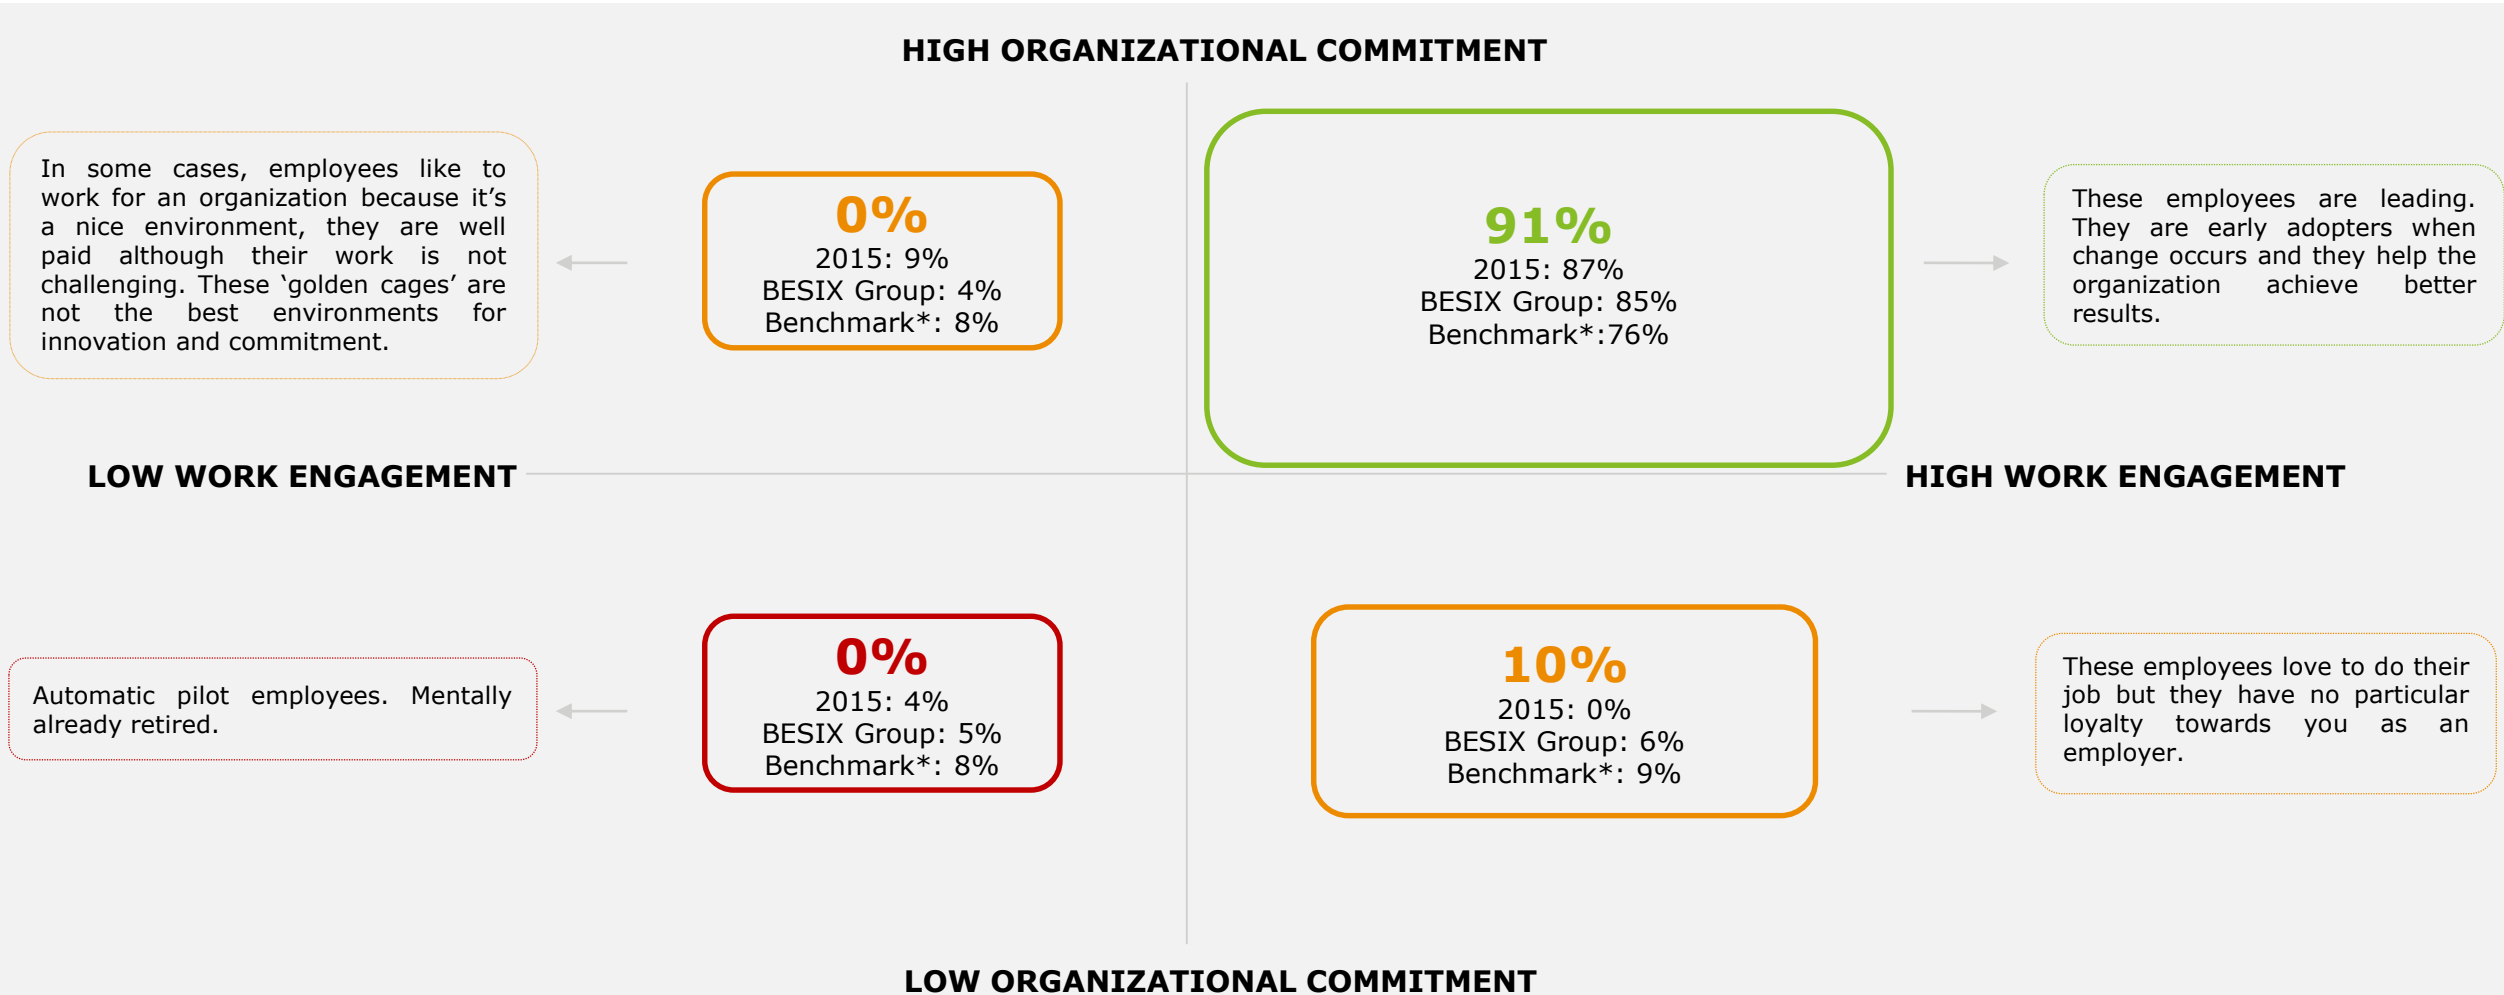 HIGH ORGANIZATIONAL COMMITMENT
In some cases, employees like to
work for an organization because it’s
a nice environment, they are well
paid although their work is not
challenging. These ‘golden cages’ are
not the best environments for
innovation and commitment.
0%
2015: 9%
BESIX Group: 4%
Benchmark*: 8%
91%
2015: 87%
BESIX Group: 85%
Benchmark*:76%
These employees are leading.
They are early adopters when
change occurs and they help the
organization achieve better
results.
LOW WORK ENGAGEMENT
HIGH WORK ENGAGEMENT
Automatic pilot employees. Mentally
already retired.
0%
2015: 4%
BESIX Group: 5%
Benchmark*: 8%
10%
2015: 0%
BESIX Group: 6%
Benchmark*: 9%
These employees love to do their
job but they have no particular
loyalty towards you as an
employer.
LOW ORGANIZATIONAL COMMITMENT